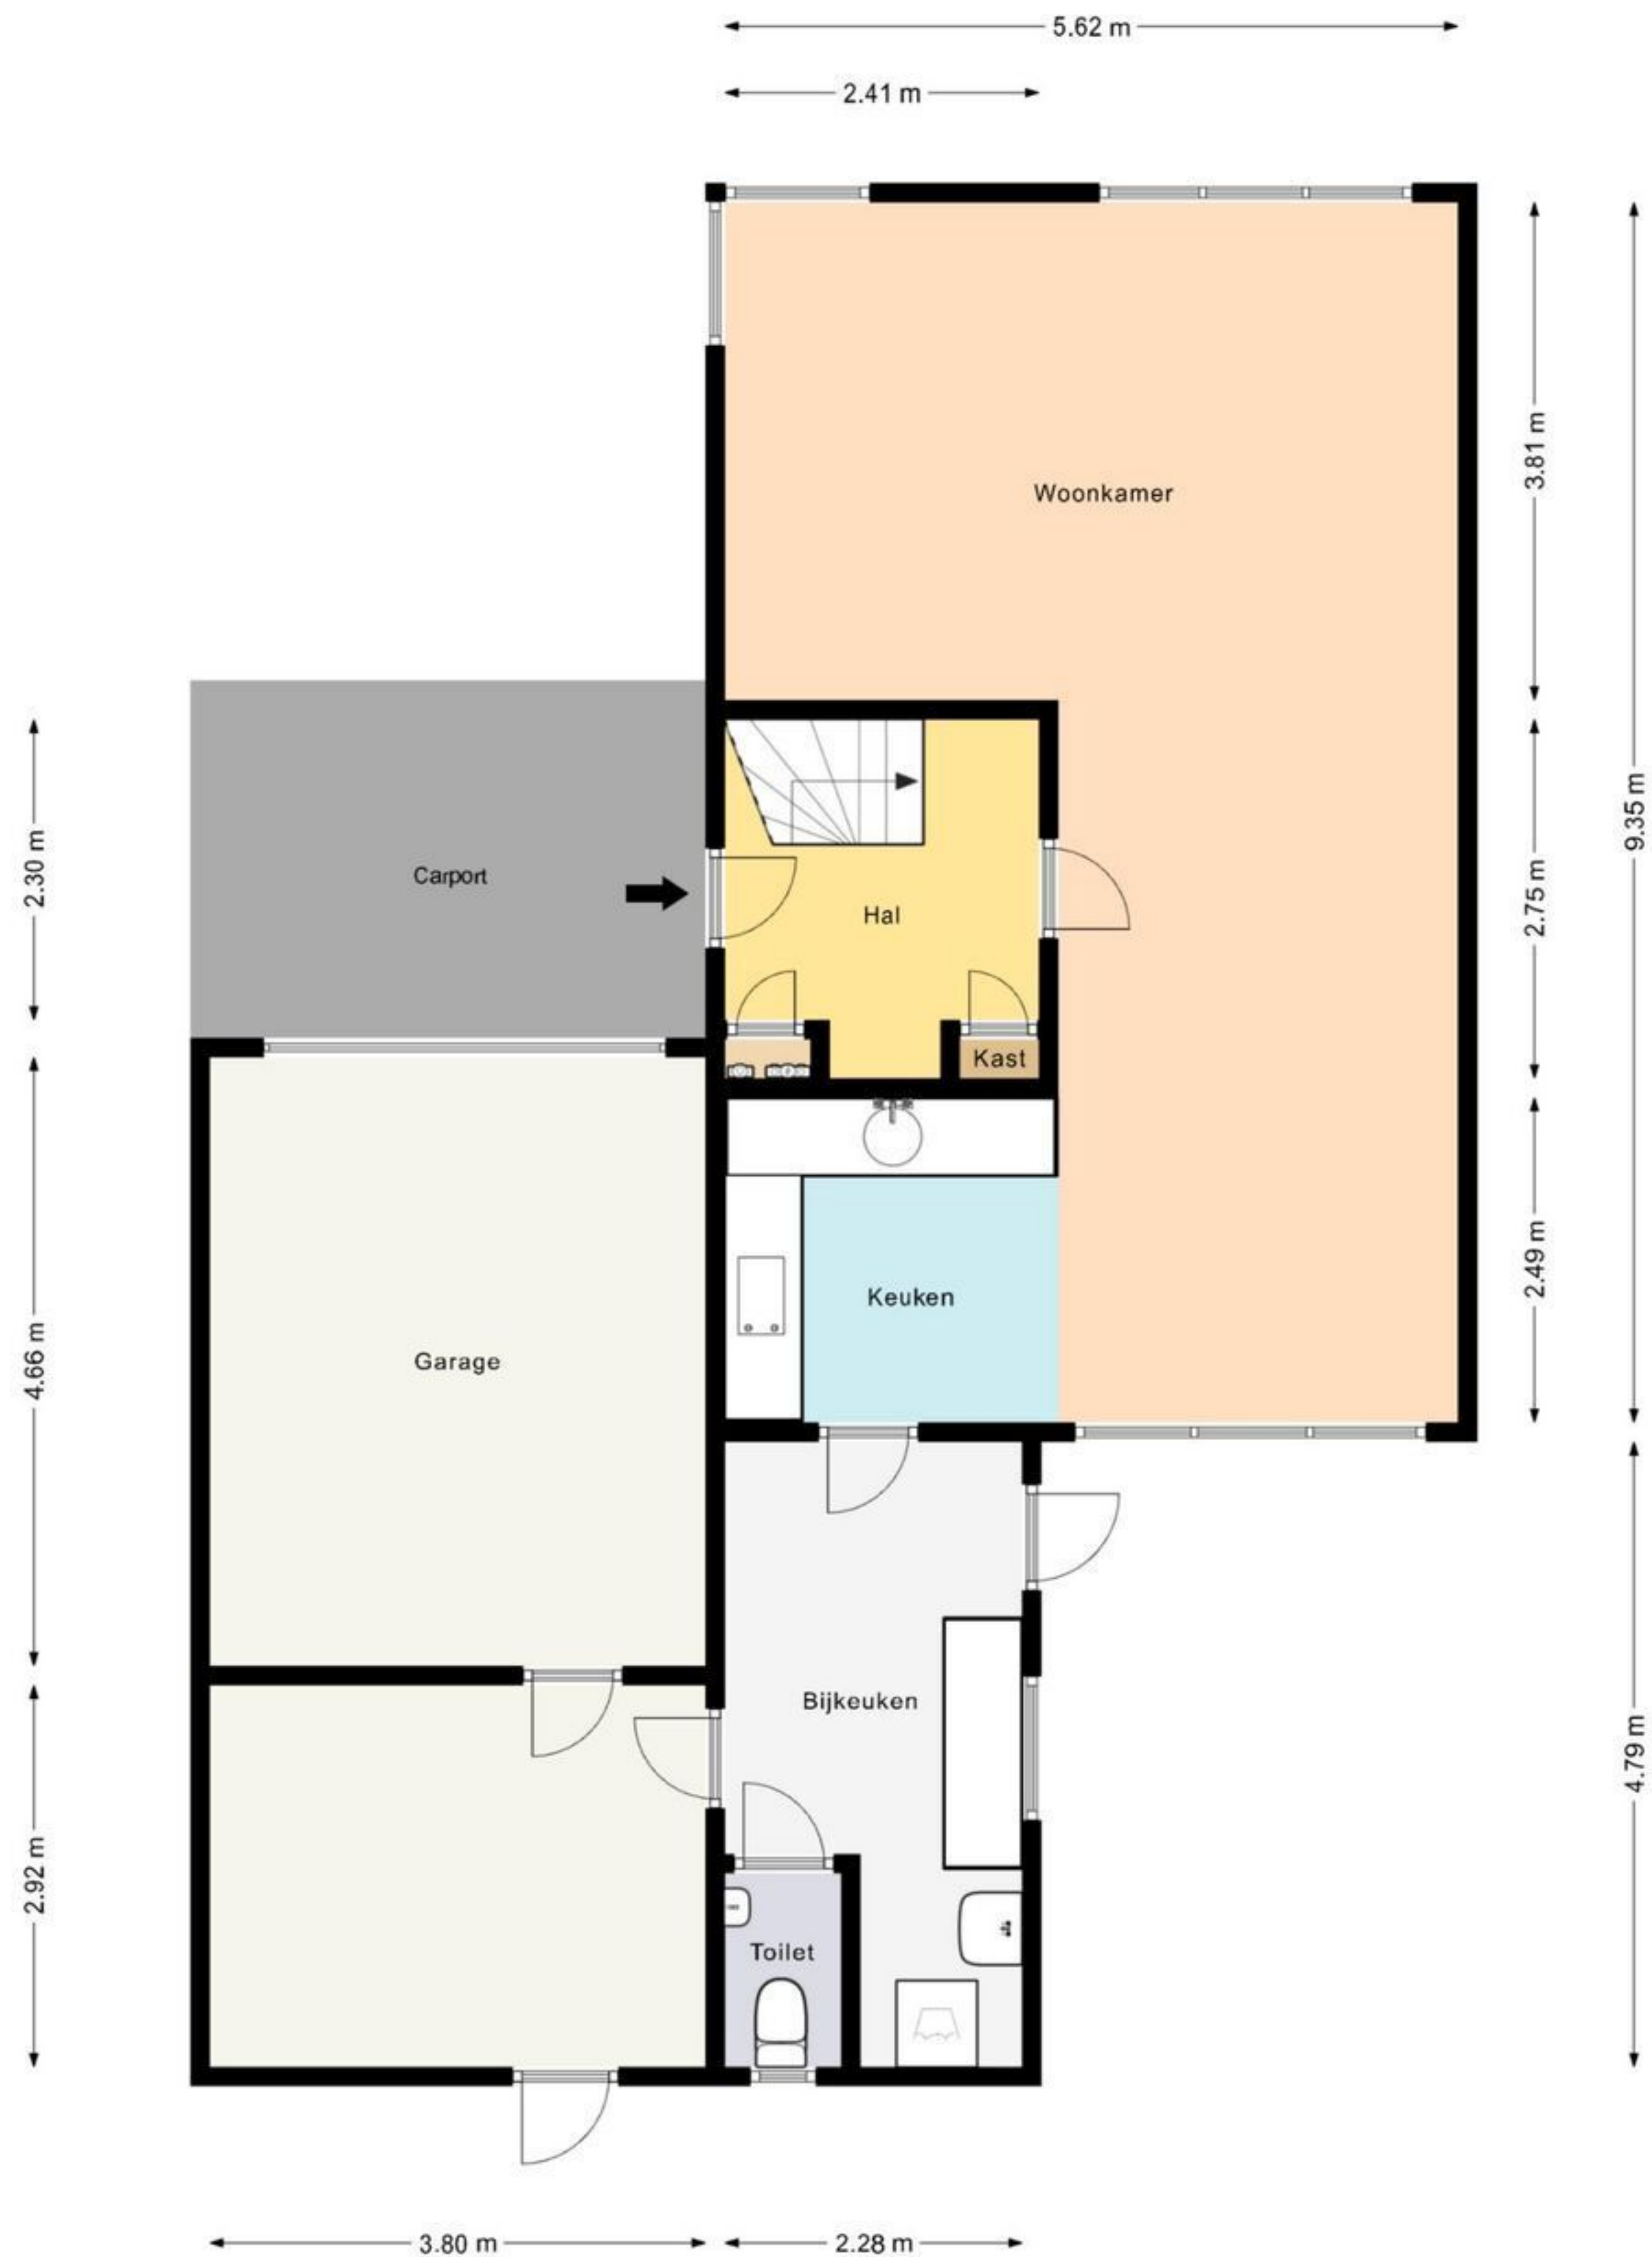 5.62 m
2.41 m
Woonkamer
3.81 m
9.35 m
2.30 m
Carport
Hal
2.75 m
Kast
4.66 m
Garage
Keuken
2.49 m
Bijkeuken
4.79 m
2.92 m
Toilet
3.80 m
2.28 m